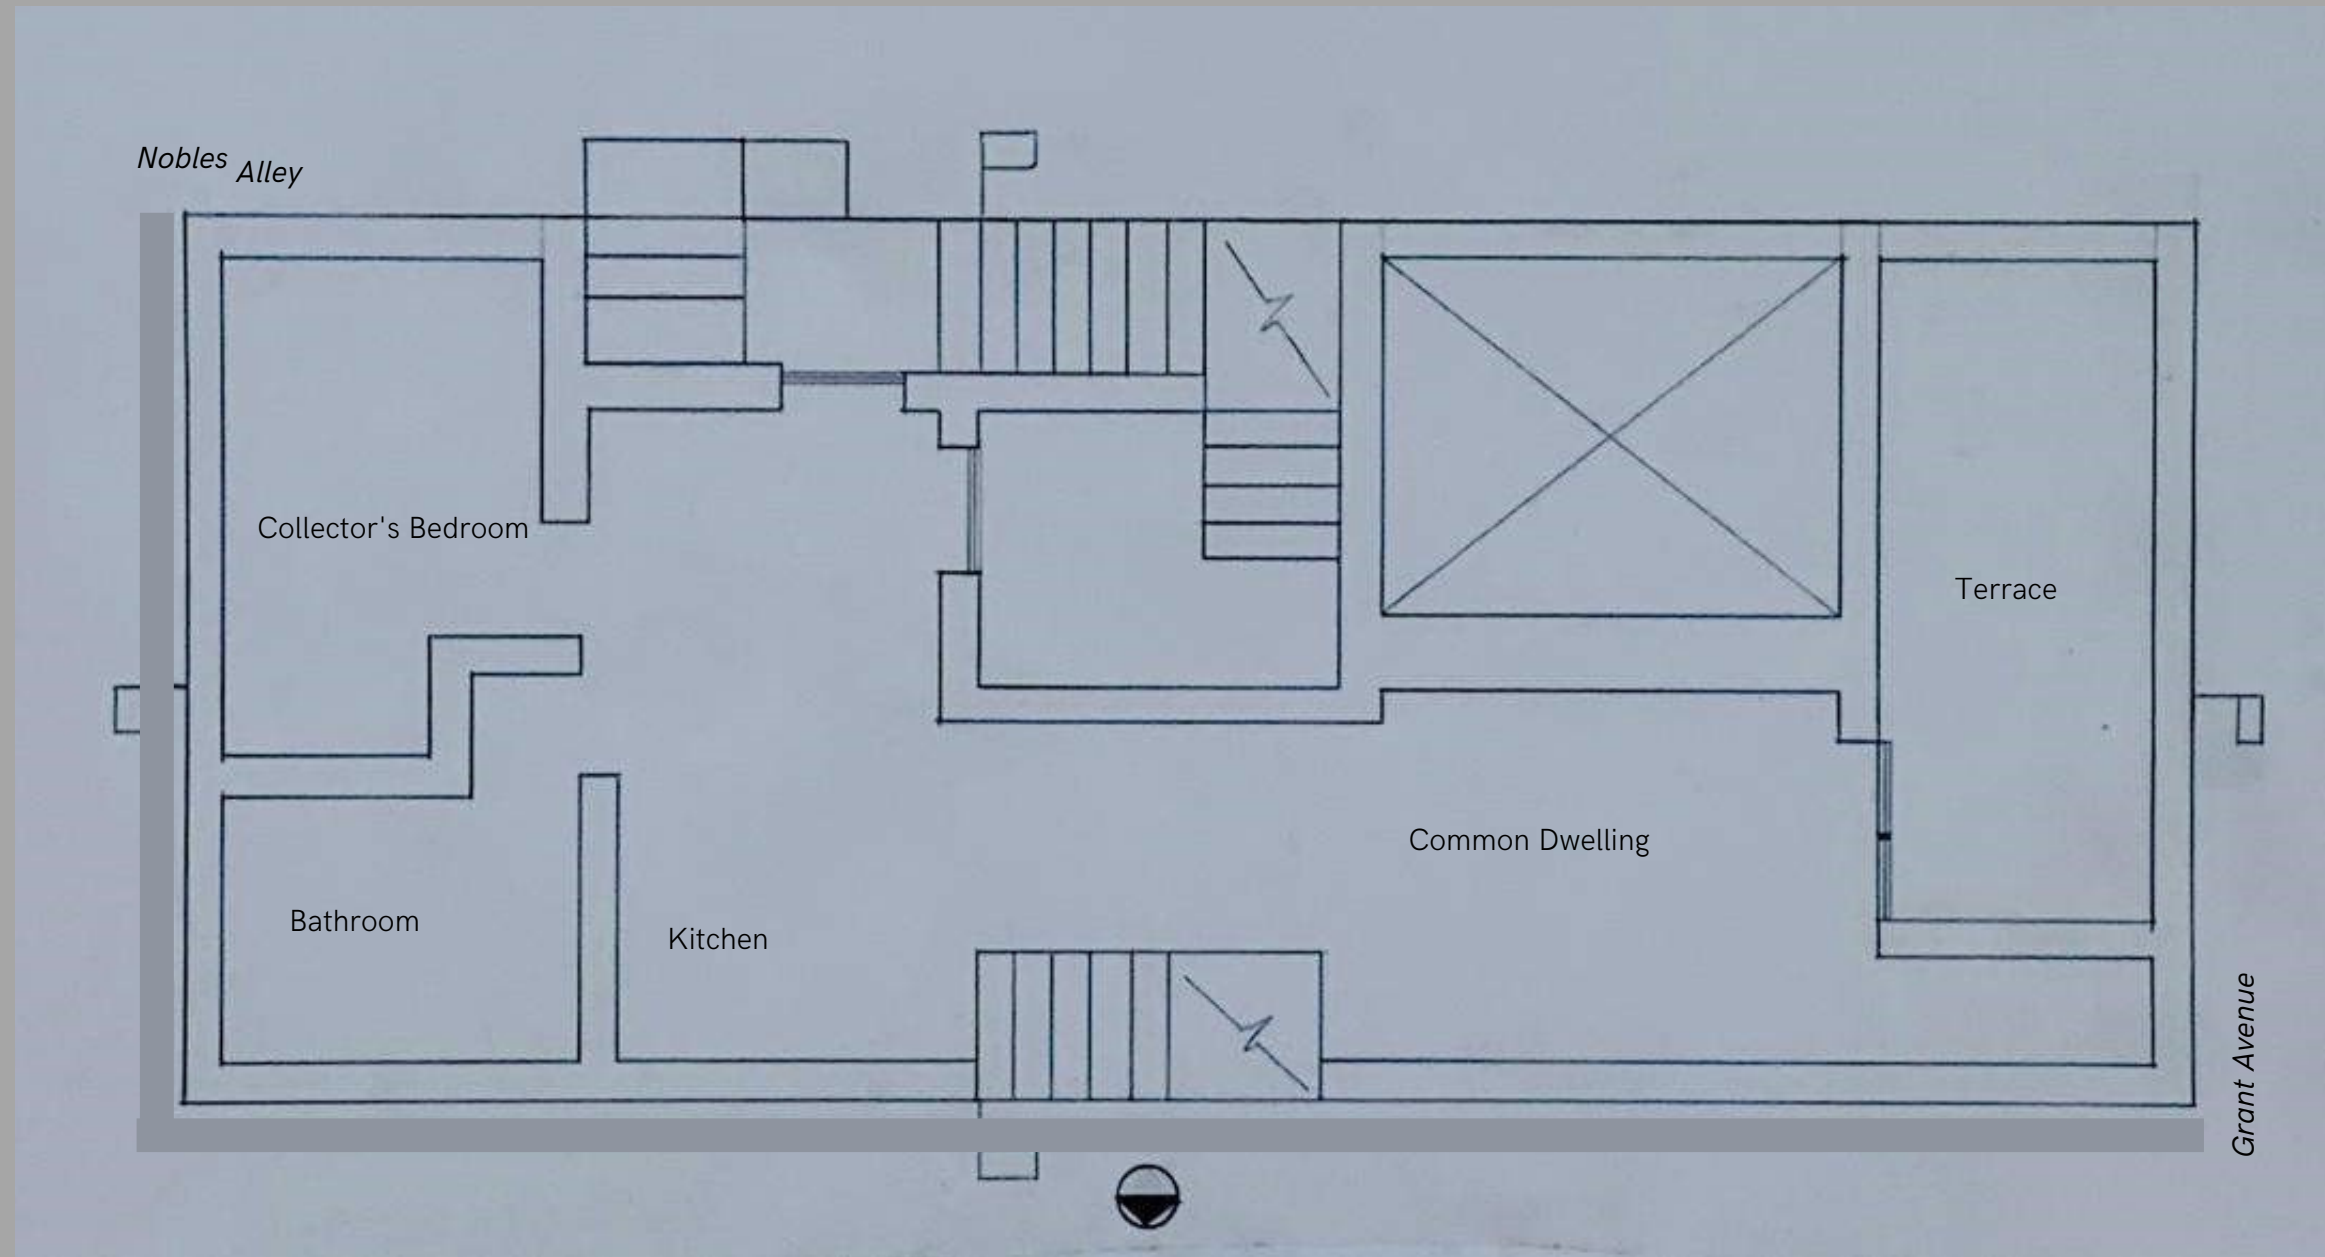 Nobles Alley
Collector's Bedroom
Terrace
Common Dwelling
Bathroom
Kitchen
Grant Avenue